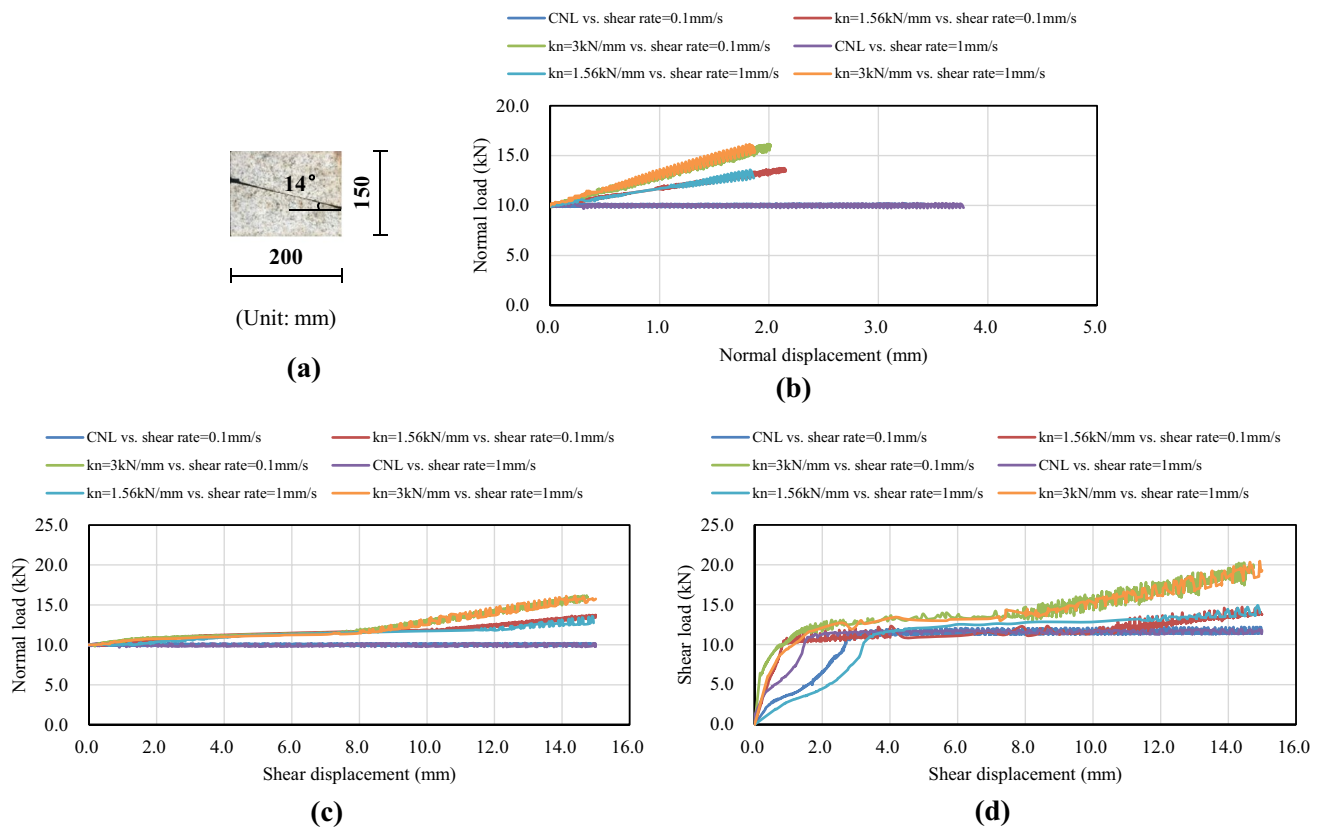 14°
150
200
(Unit: mm)
(a)
CNL vs. shear rate=0.1mm/s
kn=1.56kN/mm vs. shear rate=0.1mm/s
kn=3kN/mm vs. shear rate=0.1mm/s
CNL vs. shear rate=1mm/s
kn=1.56kN/mm vs. shear rate=1mm/s
kn=3kN/mm vs. shear rate=1mm/s
20.0
15.0
10.0
5.0
0.0
Normal load (kN)
0.0 1.0 2.0 3.0 4.0 5.0
Normal displacement (mm)
(b)
CNL vs. shear rate=0.1mm/s
kn=1.56kN/mm vs. shear rate=0.1mm/s
kn=3kN/mm vs. shear rate=0.1mm/s
CNL vs. shear rate=1mm/s
kn=1.56kN/mm vs. shear rate=1mm/s
kn=3kN/mm vs. shear rate=1mm/s
25.0
20.0
15.0
10.0
5.0
0.0
Normal load (kN)
0.0 2.0 4.0 6.0 8.0 10.0 12.0 14.0 16.0
Shear displacement (mm)
(c)
CNL vs. shear rate=0.1mm/s
kn=1.56kN/mm vs. shear rate=0.1mm/s
kn=3kN/mm vs. shear rate=0.1mm/s
CNL vs. shear rate=1mm/s
kn=1.56kN/mm vs. shear rate=1mm/s
kn=3kN/mm vs. shear rate=1mm/s
25.0
20.0
15.0
10.0
5.0
0.0
Shear load (kN)
0.0 2.0 4.0 6.0 8.0 10.0 12.0 14.0 16.0
Shear displacement (mm)
(d)